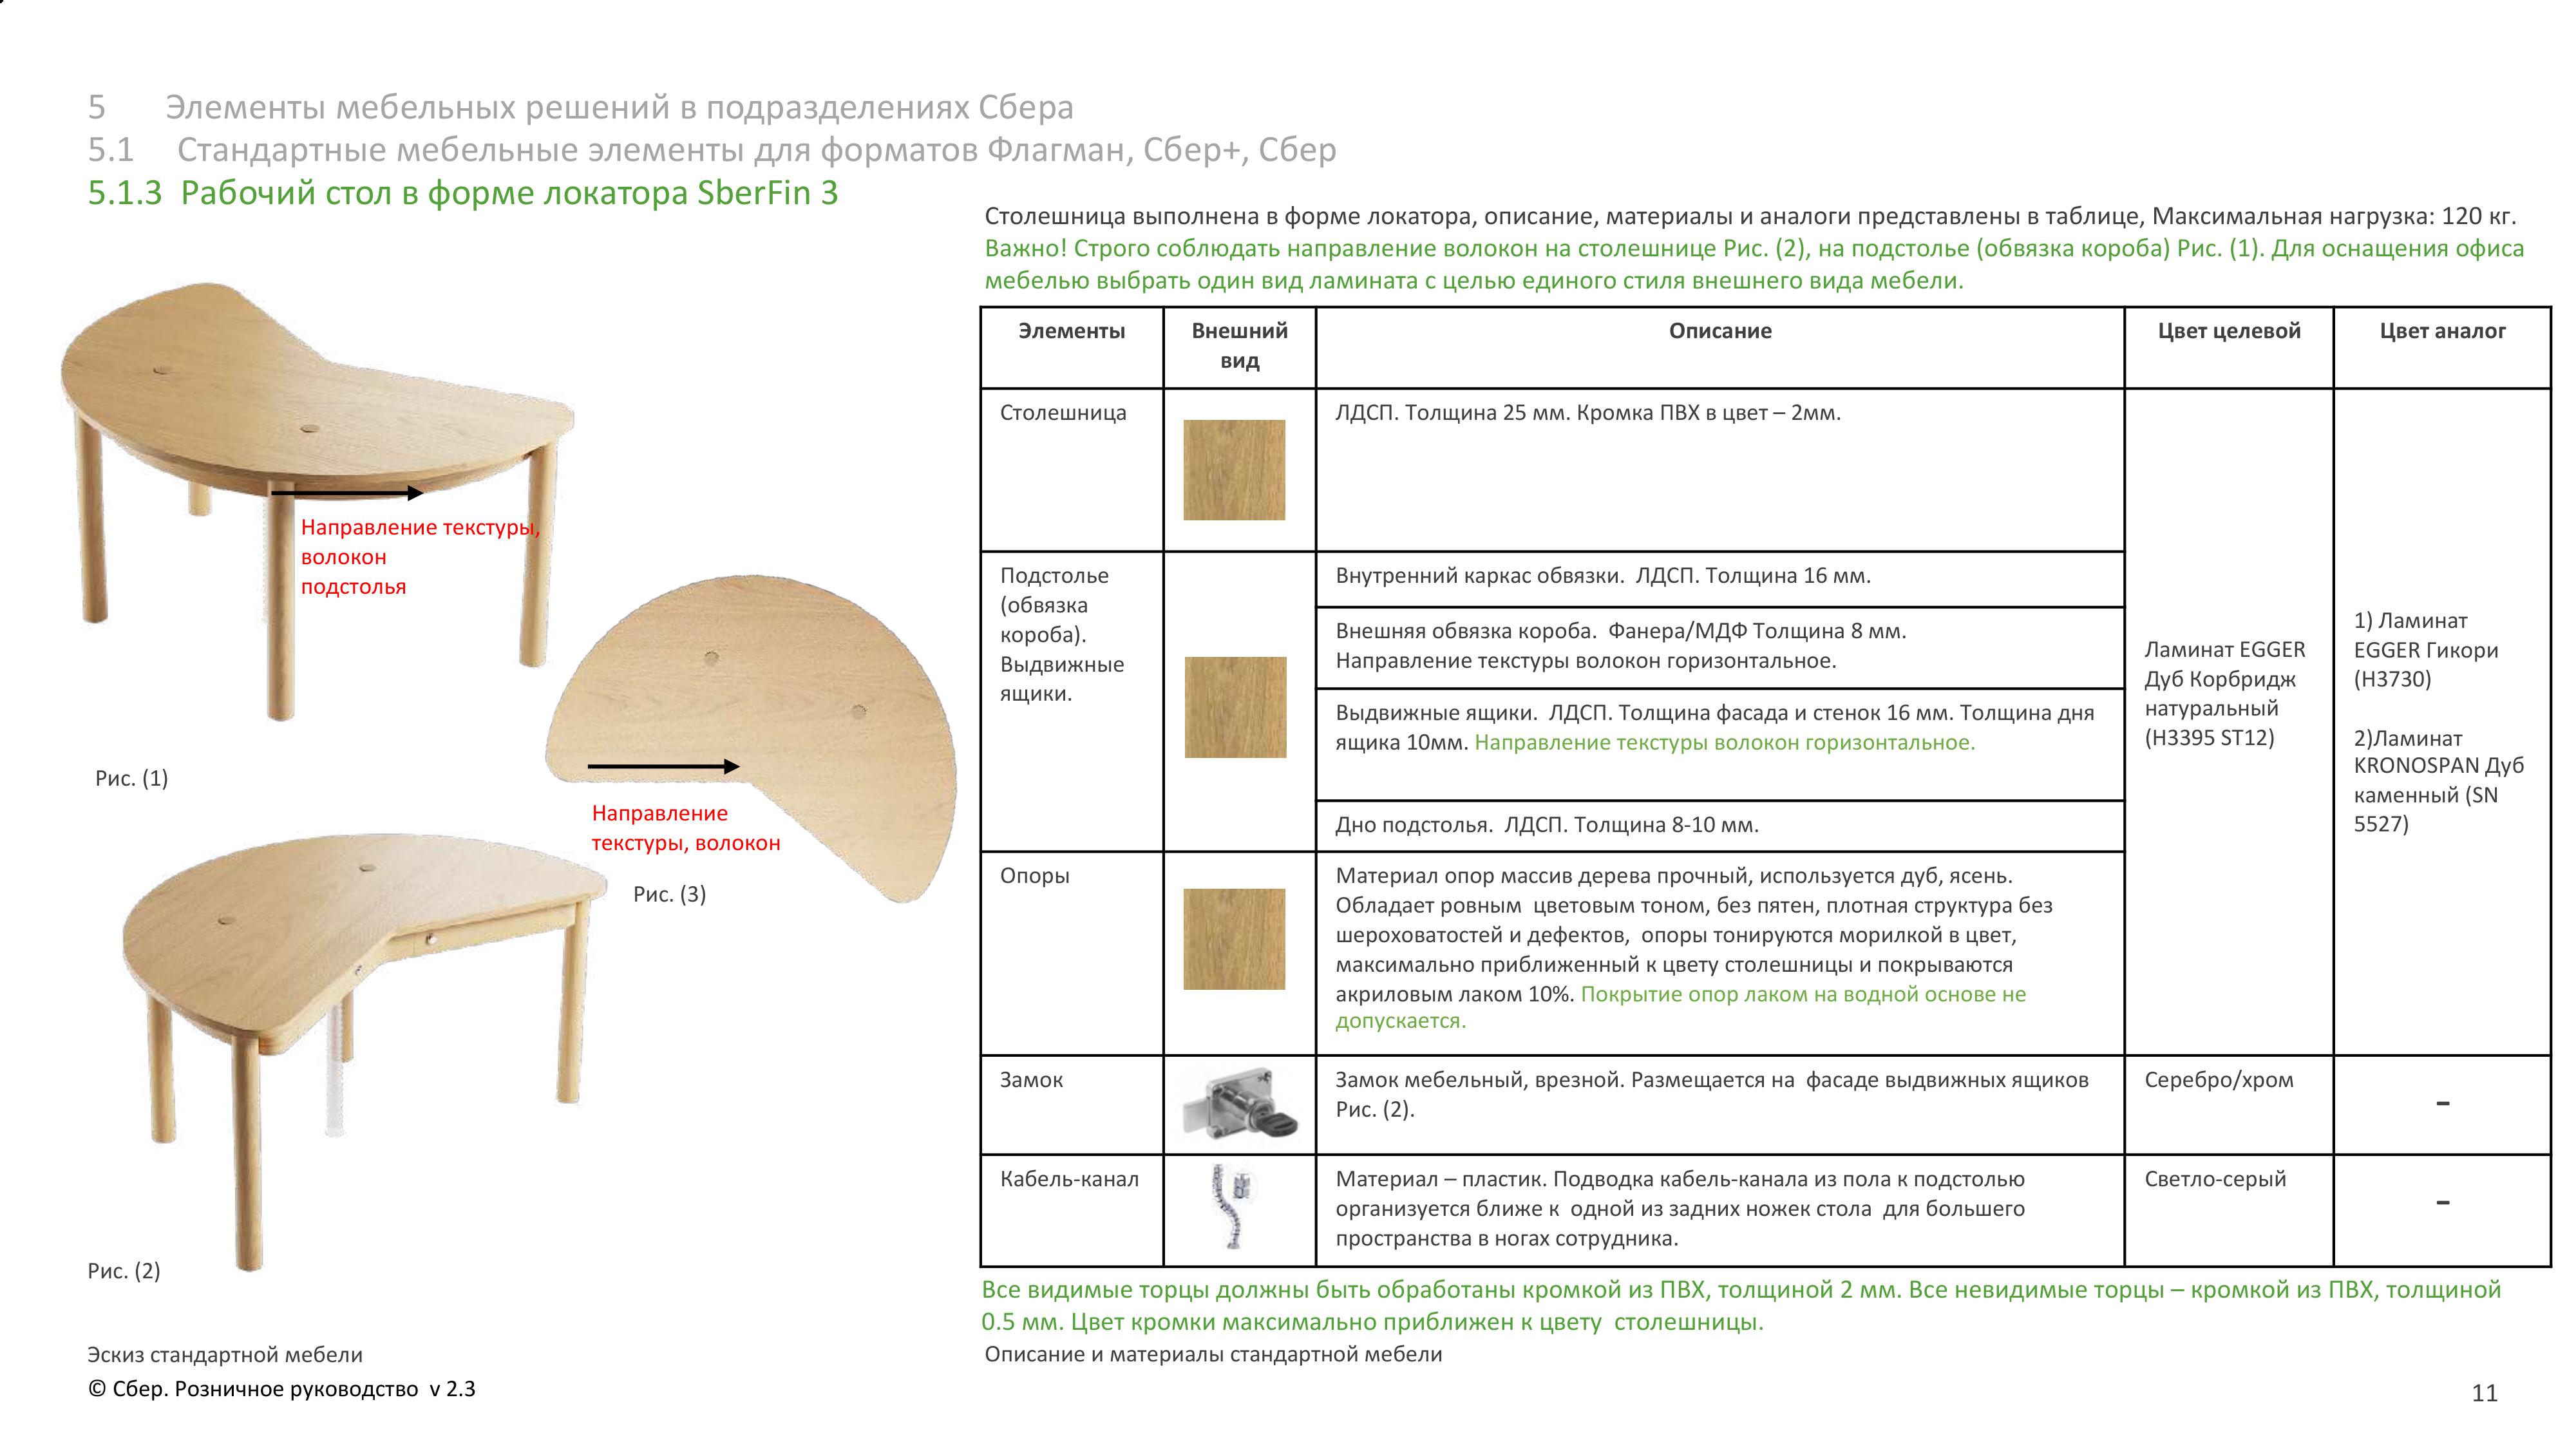 5 Элементы мебельных решений в подразделениях Сбера
5.1 Стандартные мебельные элементы для форматов Флагман, Сбер+, Сбер
5.1.3 Рабочий стол в форме локатора SberFin 3
Направление текстуры,
волокон
подстолья
Рис. (1)
Направление
текстуры, волокон
Рис. (3)
Рис. (2)
Эскиз стандартной мебели
Столешница выполнена в форме локатора, описание, материалы и аналоги представлены в таблице, Максимальная нагрузка: 120 кг.
Важно! Строго соблюдать направление волокон на столешнице Рис. (2), на подстолье (обвязка короба) Рис. (1). Для оснащения офиса
мебелью выбрать один вид ламината с целью единого стиля внешнего вида мебели.
Элементы
Внешний
вид
Описание
Цвет целевой
Цвет аналог
Столешница
ЛДСП. Толщина 25 мм. Кромка ПВХ в цвет – 2мм.
Подстолье
(обвязка
короба).
Выдвижные
ящики.
Внутренний каркас обвязки. ЛДСП. Толщина 16 мм.
Внешняя обвязка короба. Фанера/МДФ Толщина 8 мм.
Направление текстуры волокон горизонтальное.
Выдвижные ящики. ЛДСП. Толщина фасада и стенок 16 мм. Толщина дня
ящика 10мм. Направление текстуры волокон горизонтальное.
Дно подстолья. ЛДСП. Толщина 8-10 мм.
Опоры
Материал опор массив дерева прочный, используется дуб, ясень.
Обладает ровным цветовым тоном, без пятен, плотная структура без
шероховатостей и дефектов, опоры тонируются морилкой в цвет,
максимально приближенный к цвету столешницы и покрываются
акриловым лаком 10%. Покрытие опор лаком на водной основе не
допускается.
Ламинат EGGER
Дуб Корбридж
натуральный
(H3395 ST12)
1) Ламинат
EGGER Гикори
(H3730)
2)Ламинат
KRONOSPAN Дуб
каменный (SN
5527)
Замок
Замок мебельный, врезной. Размещается на фасаде выдвижных ящиков
Рис. (2).
Серебро/хром
–
Кабель-канал
Материал – пластик. Подводка кабель-канала из пола к подстолью
организуется ближе к одной из задних ножек стола для большего
пространства в ногах сотрудника.
Светло-серый
–
Все видимые торцы должны быть обработаны кромкой из ПВХ, толщиной 2 мм. Все невидимые торцы – кромкой из ПВХ, толщиной
0.5 мм. Цвет кромки максимально приближен к цвету столешницы.
Описание и материалы стандартной мебели
© Сбер. Розничное руководство v 2.3
11